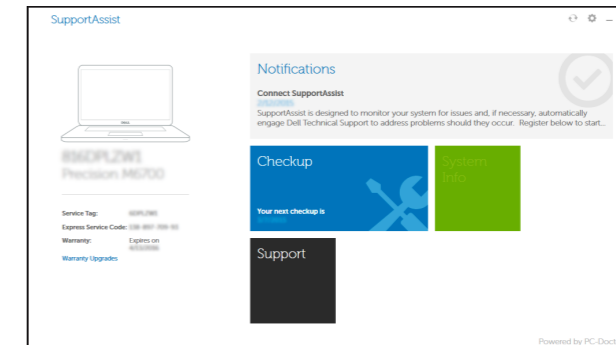 SupportAssist
Notifications
Connect SupportAssist
SupportAssist is designed to monitor your system for issues and, if necessary, automatically
engage Dell Technical Support to address problems should they occur. Register below to start...
DELL
Precision M6700
Checkup
Your next checkup is
System
Info
Service Tag:
Express Service Code:
Warranty: Expires on
Warranty Upgrades
Support
Powered by PC-Doct